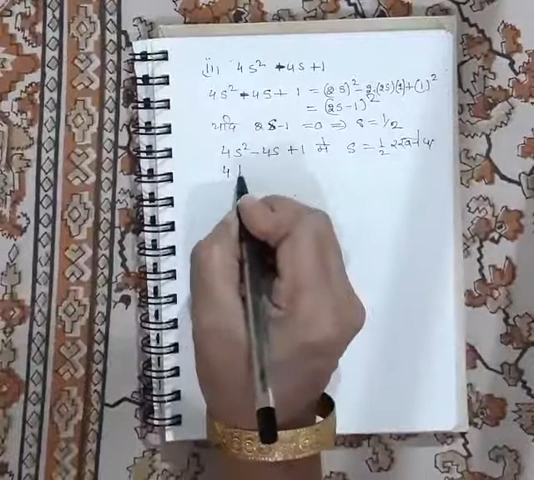 (ii) 4s² - 4s + 1
4s² - 4s + 1 = (2s)² - 2.(2s)(1) + (1)²
= (2s-1)²
यदि 2s-1 = 0 ⇒ s = 1/2
4s² - 4s + 1 में s = 1/2 रखने पर
4